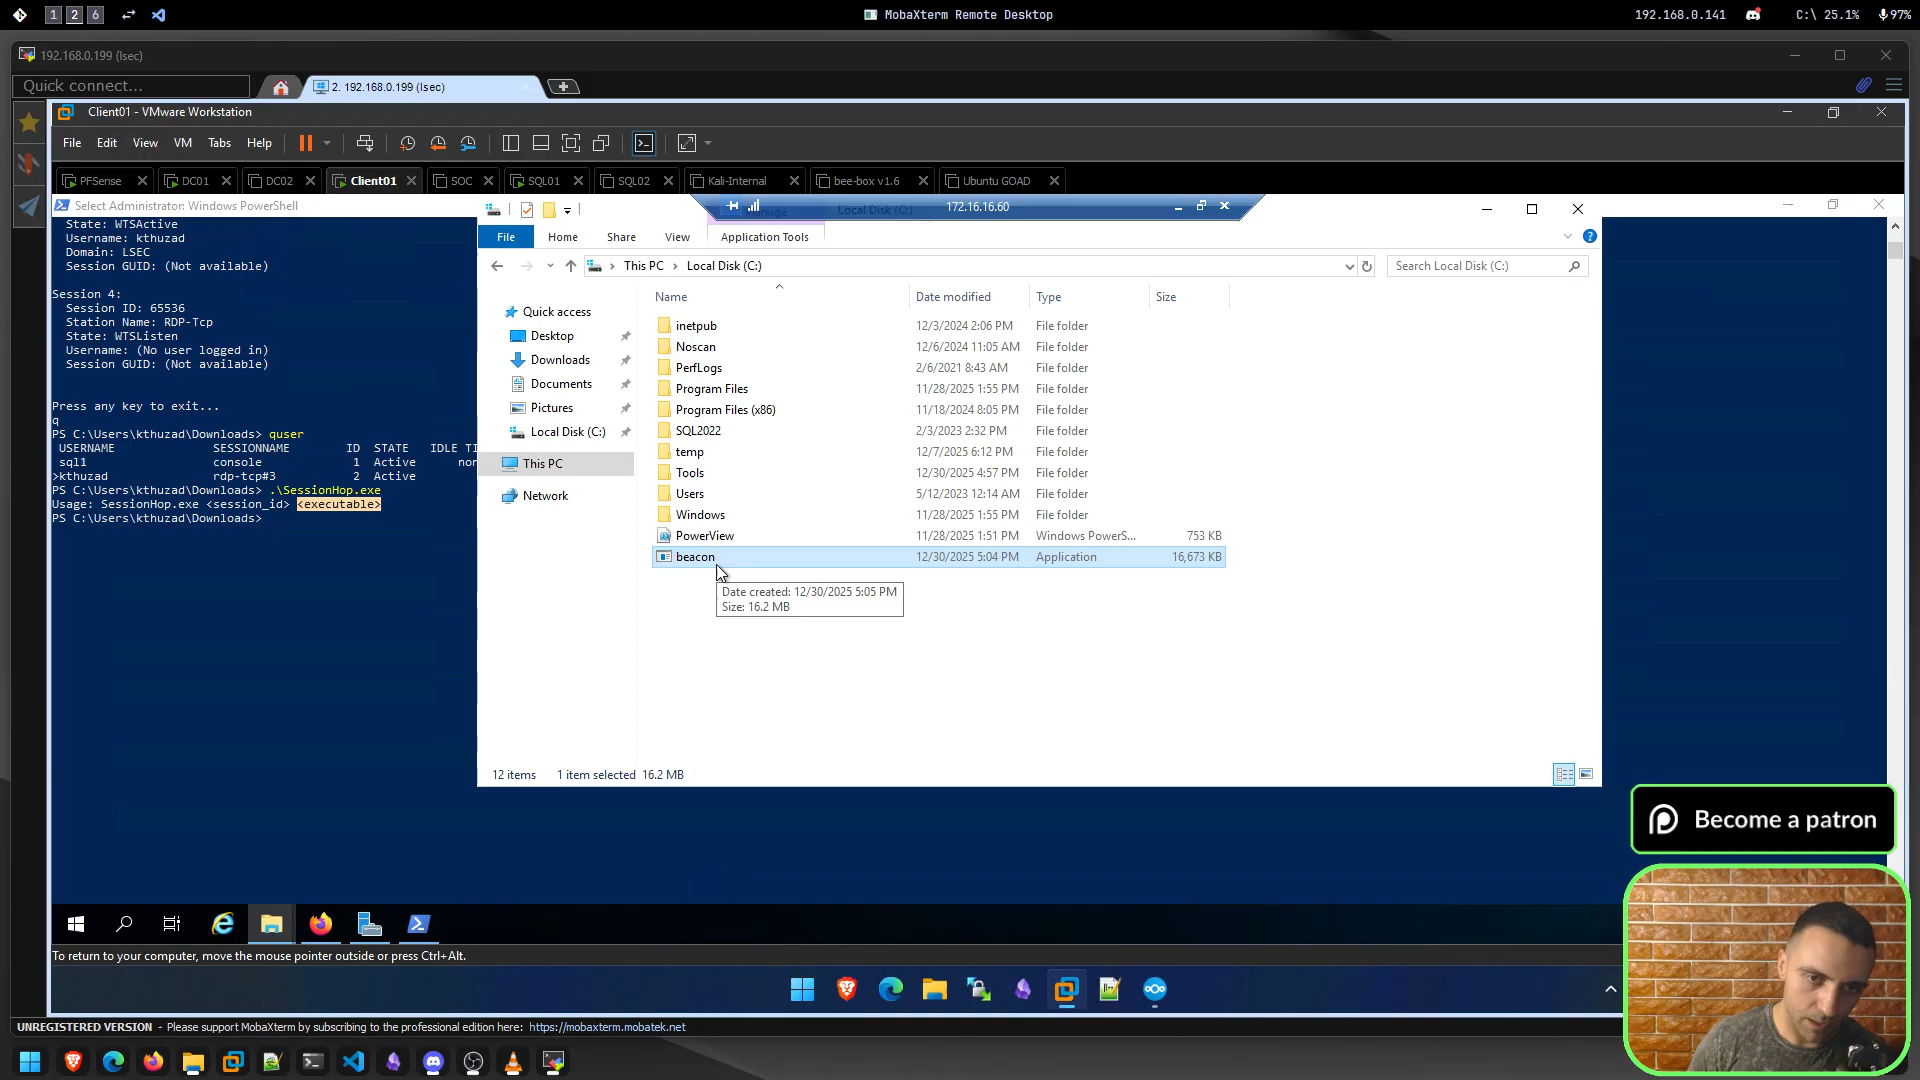 1 2 6
MobaXterm Remote Desktop
192.168.0.141
C:\ 25.1%
97%
192.168.0.199 (lsec)
Quick connect...
2. 192.168.0.199 (lsec)
Client01 - VMware Workstation
File Edit View VM Tabs Help
PFSense DC01 DC02 Client01 SOC SQL01 SQL02 Kali-Internal bee-box v1.6 Ubuntu GOAD
Select Administrator: Windows PowerShell
State: WTSActive
Username: kthuzad
Domain: LSEC
Session GUID: (Not available)
Session 4:
Session ID: 65536
Station Name: RDP-Tcp
State: WTSListen
Username: (No user logged in)
Session GUID: (Not available)
Press any key to exit...
q
PS C:\Users\kthuzad\Downloads> quser
USERNAME SESSIONNAME ID STATE IDLE TI
sql1 console 1 Active nor
>kthuzad rdp-tcp#3 2 Active
PS C:\Users\kthuzad\Downloads> .\SessionHop.exe
Usage: SessionHop.exe <session_id> <executable>
PS C:\Users\kthuzad\Downloads>
172.16.16.60
Local Disk (C:)
File Home Share View Application Tools
This PC > Local Disk (C:)
Search Local Disk (C:)
Quick access
Desktop
Downloads
Documents
Pictures
Local Disk (C:)
This PC
Network
Name Date modified Type Size
inetpub 12/3/2024 2:06 PM File folder
Noscan 12/6/2024 11:05 AM File folder
PerfLogs 2/6/2021 8:43 AM File folder
Program Files 11/28/2025 1:55 PM File folder
Program Files (x86) 11/18/2024 8:05 PM File folder
SQL2022 2/3/2023 2:32 PM File folder
temp 12/7/2025 6:12 PM File folder
Tools 12/30/2025 4:57 PM File folder
Users 5/12/2023 12:14 AM File folder
Windows 11/28/2025 1:55 PM File folder
PowerView 11/28/2025 1:51 PM Windows PowerS... 753 KB
beacon 12/30/2025 5:04 PM Application 16,673 KB
Date created: 12/30/2025 5:05 PM
Size: 16.2 MB
12 items 1 item selected 16.2 MB
Become a patron
To return to your computer, move the mouse pointer outside or press Ctrl+Alt.
UNREGISTERED VERSION - Please support MobaXterm by subscribing to the professional edition here: https://mobaxterm.mobatek.net